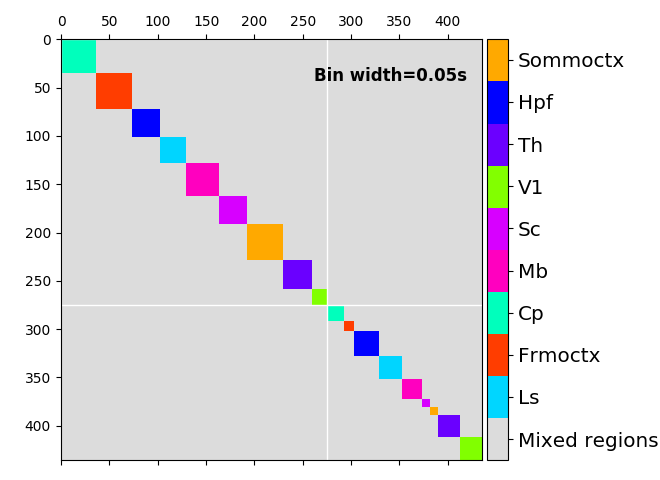 0 50 100 150 200 250 300 350 400
0
50
100
150
200
250
300
350
400
Bin width=0.05s
Sommoctx
Hpf
Th
V1
Sc
Mb
Cp
Frmoctx
Ls
Mixed regions